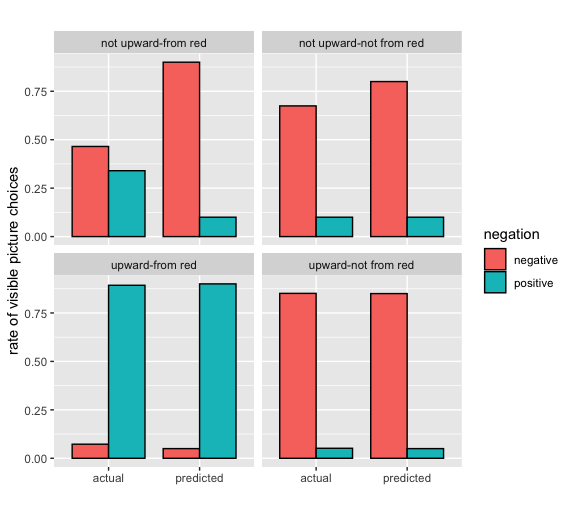 not upward-from red
not upward-not from red
0.75
0.50
0.25
0.00
upward-from red
upward-not from red
0.75
0.50
0.25
0.00
actual
predicted
actual
predicted
rate of visible picture choices
negation
negative
positive